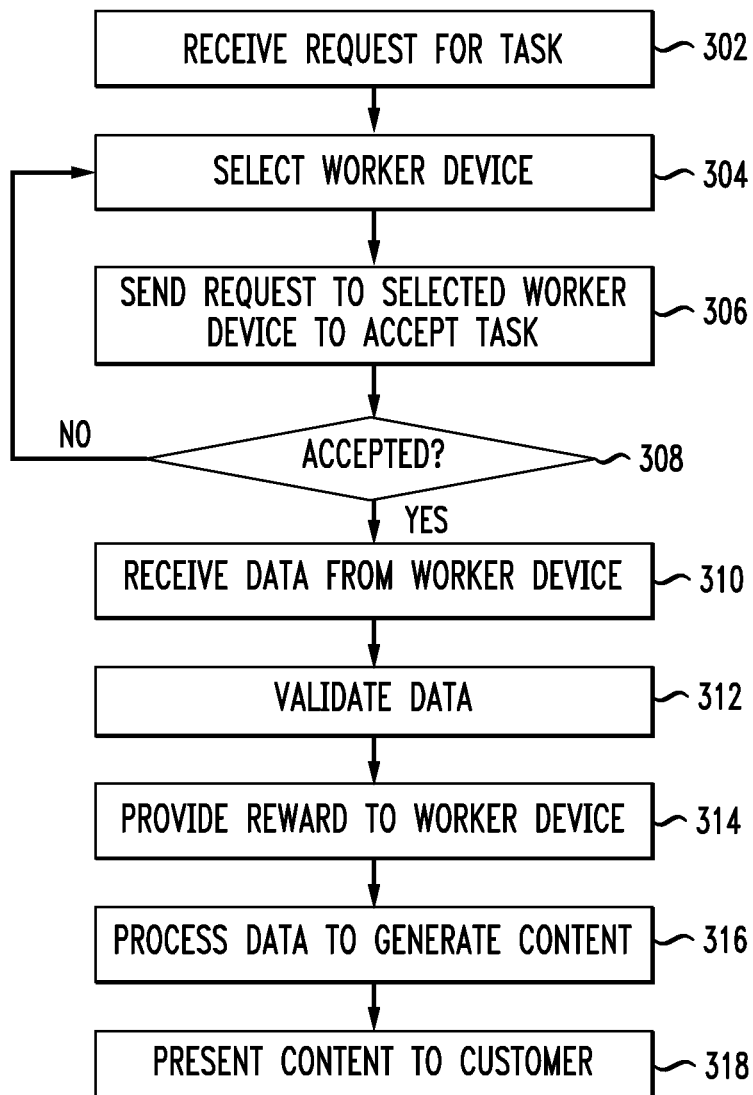 RECEIVE REQUEST FOR TASK 302
SELECT WORKER DEVICE 304
SEND REQUEST TO SELECTED WORKER
DEVICE TO ACCEPT TASK 306
NO
ACCEPTED? 308
YES
RECEIVE DATA FROM WORKER DEVICE 310
VALIDATE DATA 312
PROVIDE REWARD TO WORKER DEVICE 314
PROCESS DATA TO GENERATE CONTENT 316
PRESENT CONTENT TO CUSTOMER 318